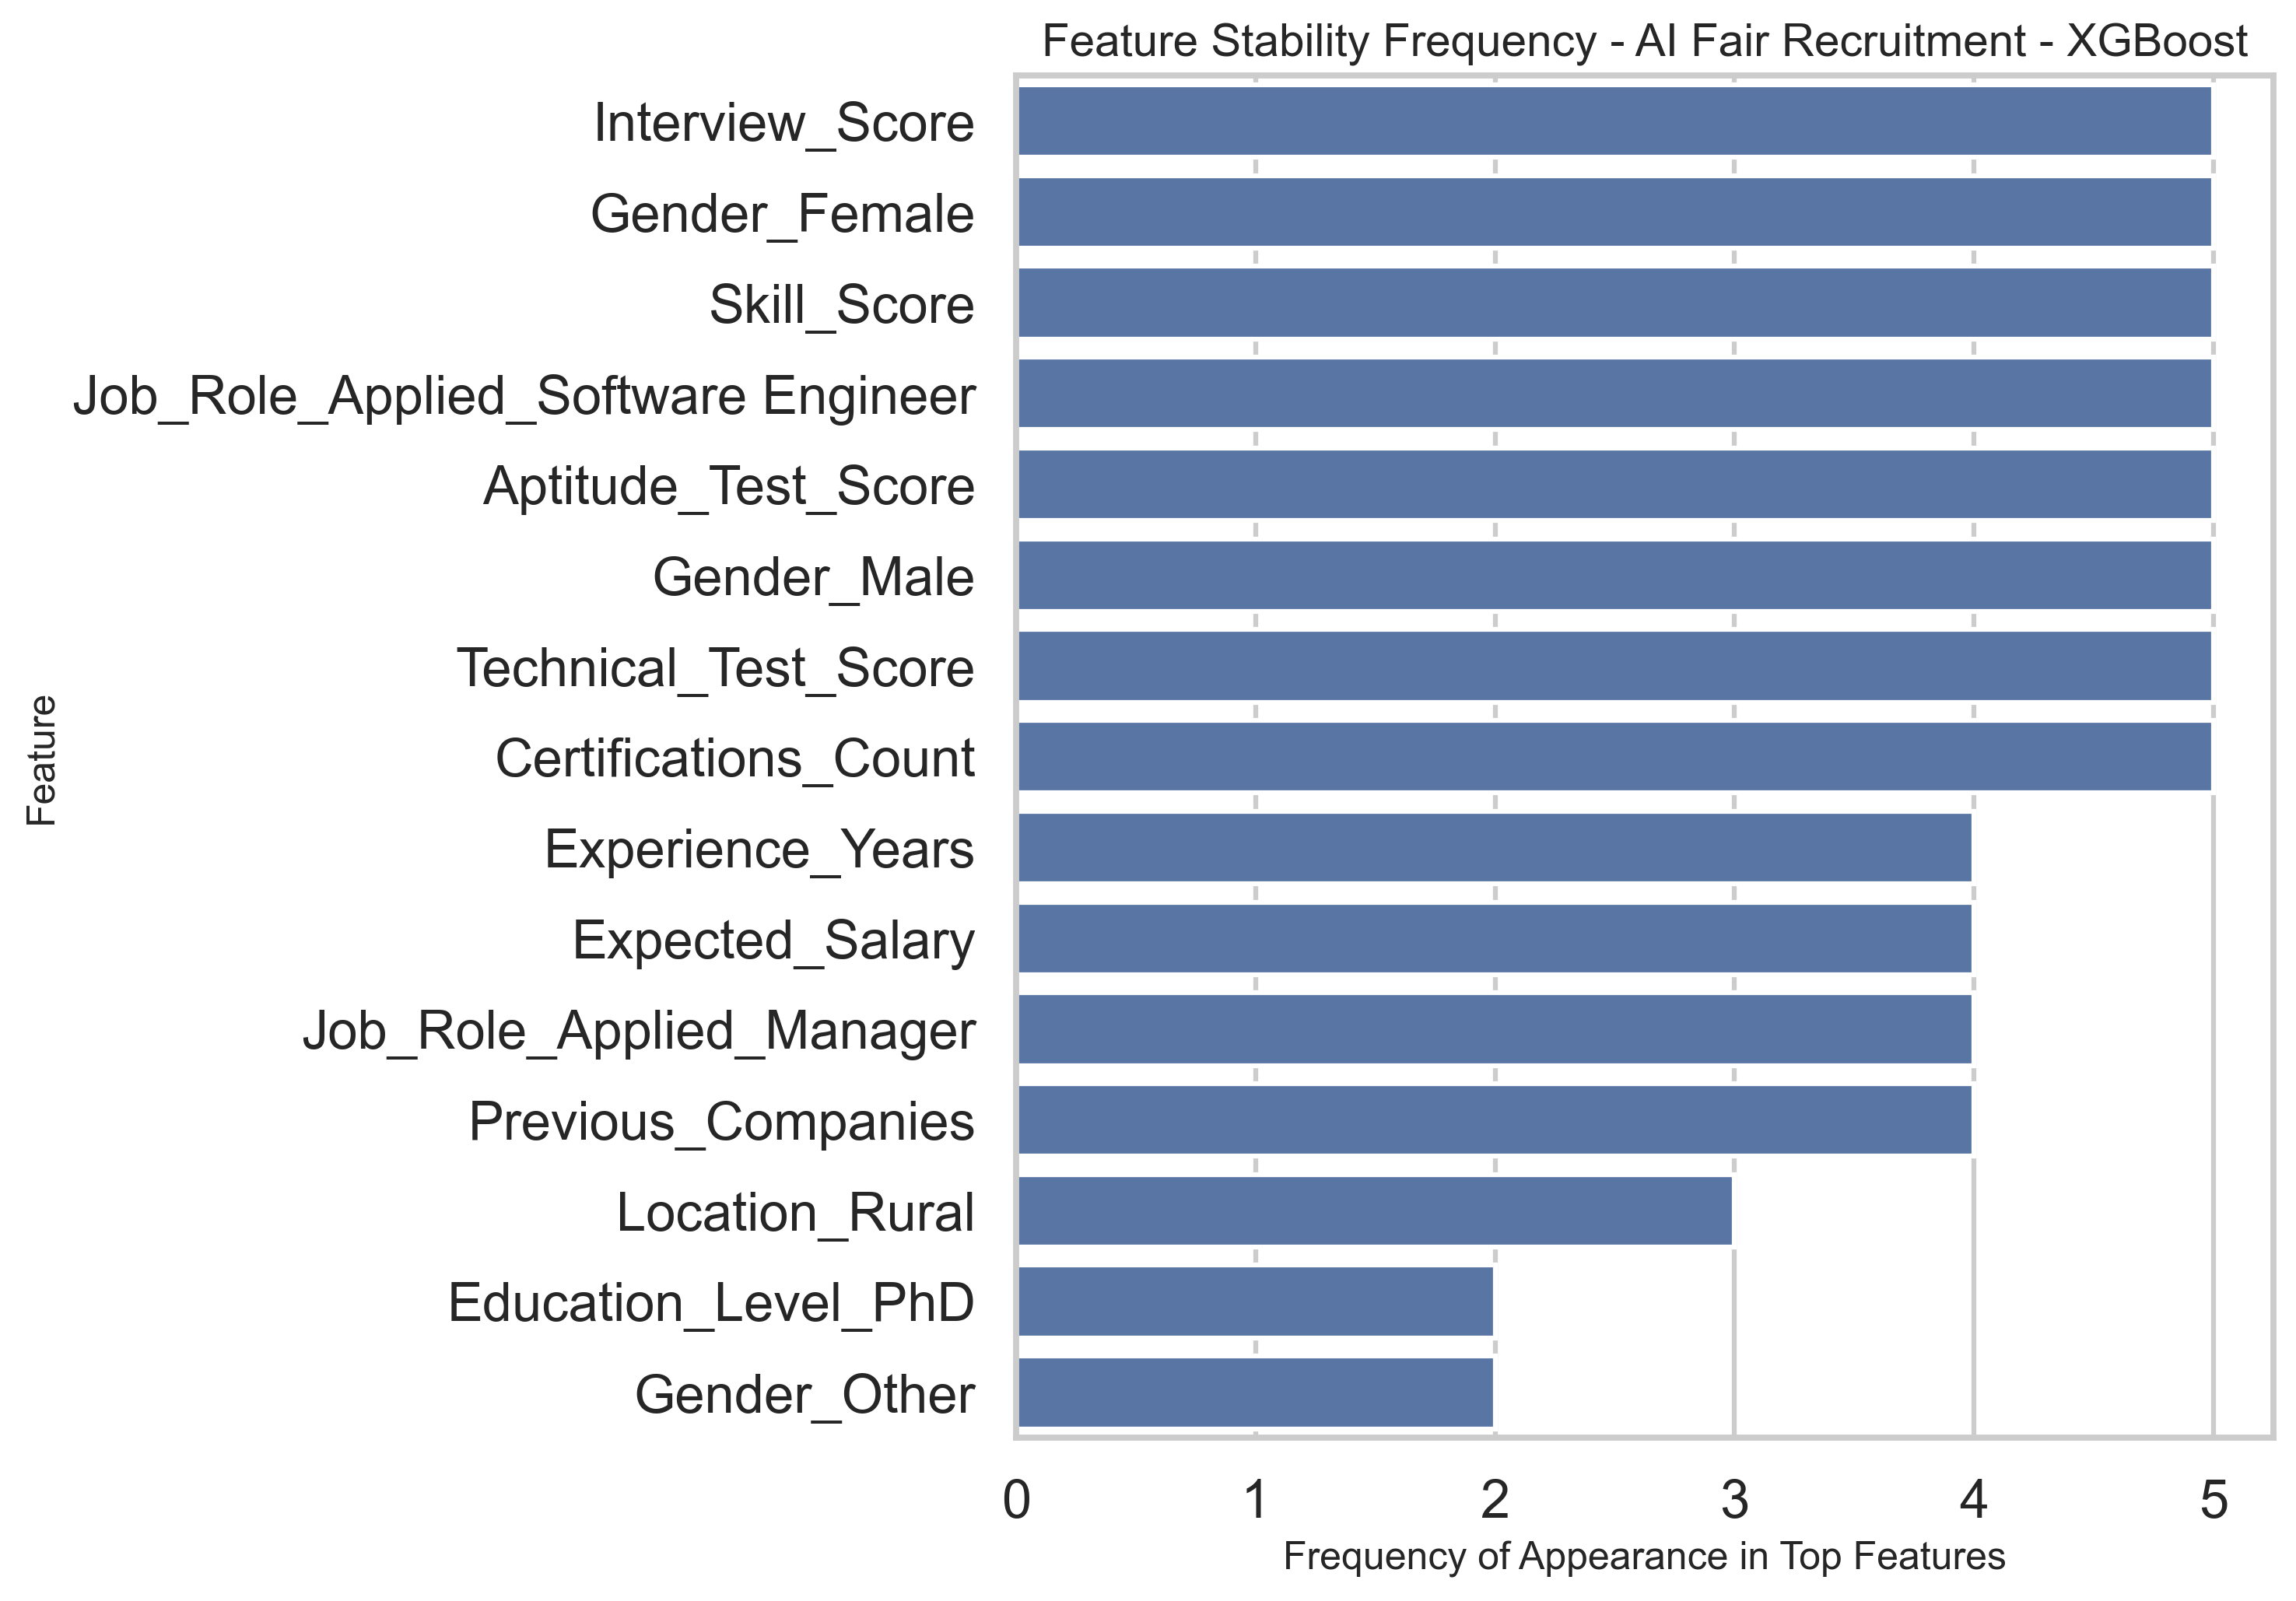 Feature Stability Frequency - AI Fair Recruitment - XGBoost
Interview_Score
Gender_Female
Skill_Score
Job_Role_Applied_Software Engineer
Aptitude_Test_Score
Gender_Male
Technical_Test_Score
Certifications_Count
Experience_Years
Expected_Salary
Job_Role_Applied_Manager
Previous_Companies
Location_Rural
Education_Level_PhD
Gender_Other
Feature
0 1 2 3 4 5
Frequency of Appearance in Top Features